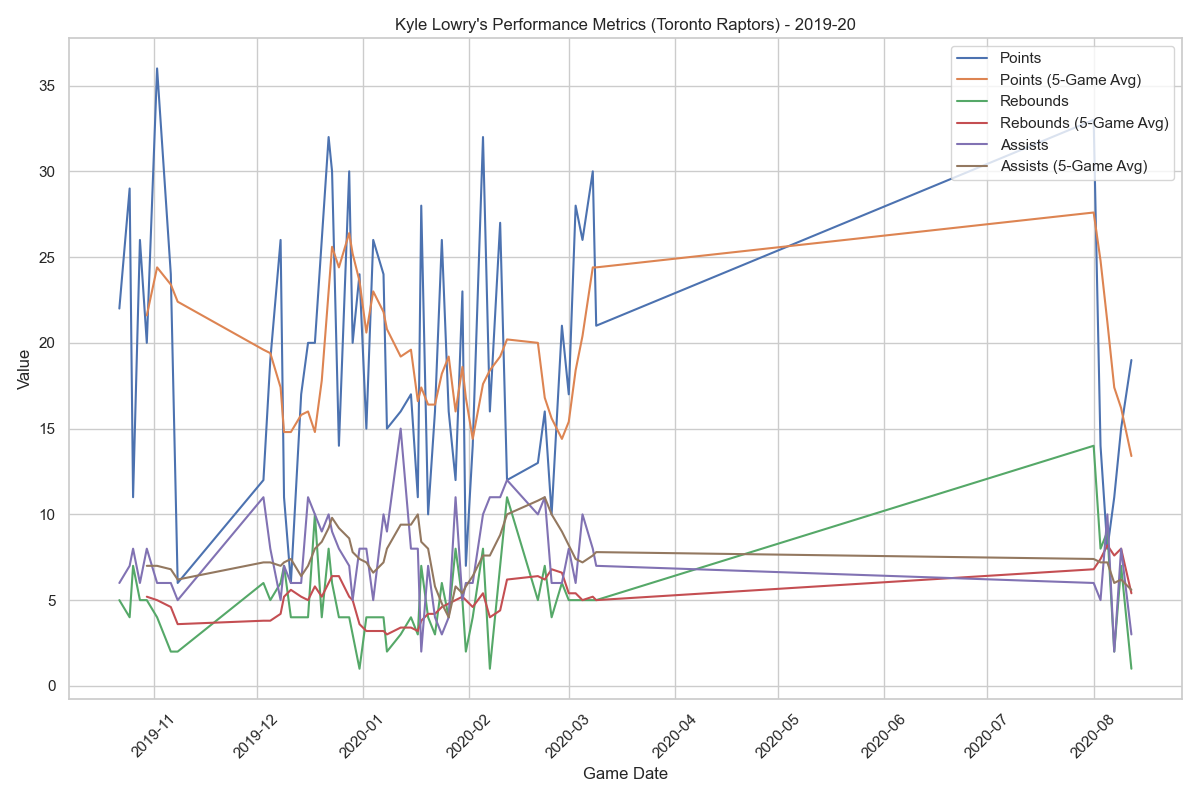 Kyle Lowry's Performance Metrics (Toronto Raptors) - 2019-20
Points
Points (5-Game Avg)
Rebounds
Rebounds (5-Game Avg)
Assists
Assists (5-Game Avg)
35
30
25
20
15
10
5
0
Value
2019-11
2019-12
2020-01
2020-02
2020-03
2020-04
2020-05
2020-06
2020-07
2020-08
Game Date